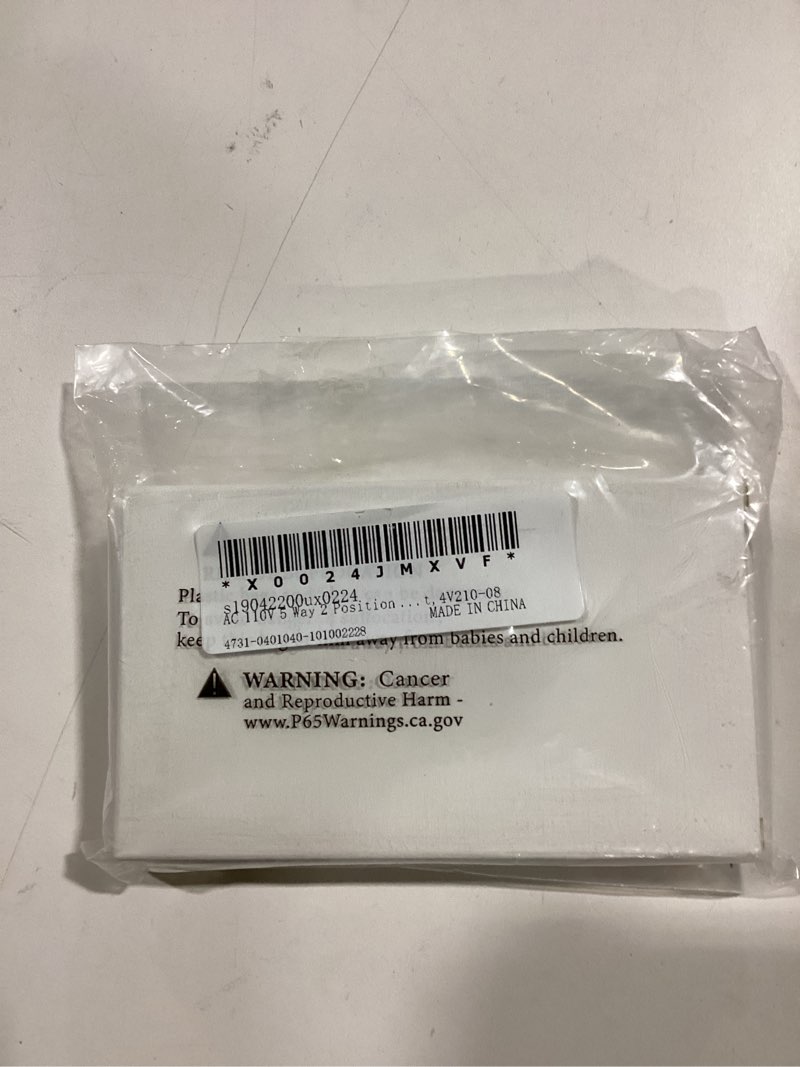 *X0024JMXVF*
s19042200ux0224
AC 110V 5 Way 2 Position ...t, 4V210-08
MADE IN CHINA
4731-0401040-101002228
To
away from babies and children.
WARNING: Cancer
and Reproductive Harm -
www.P65Warnings.ca.gov